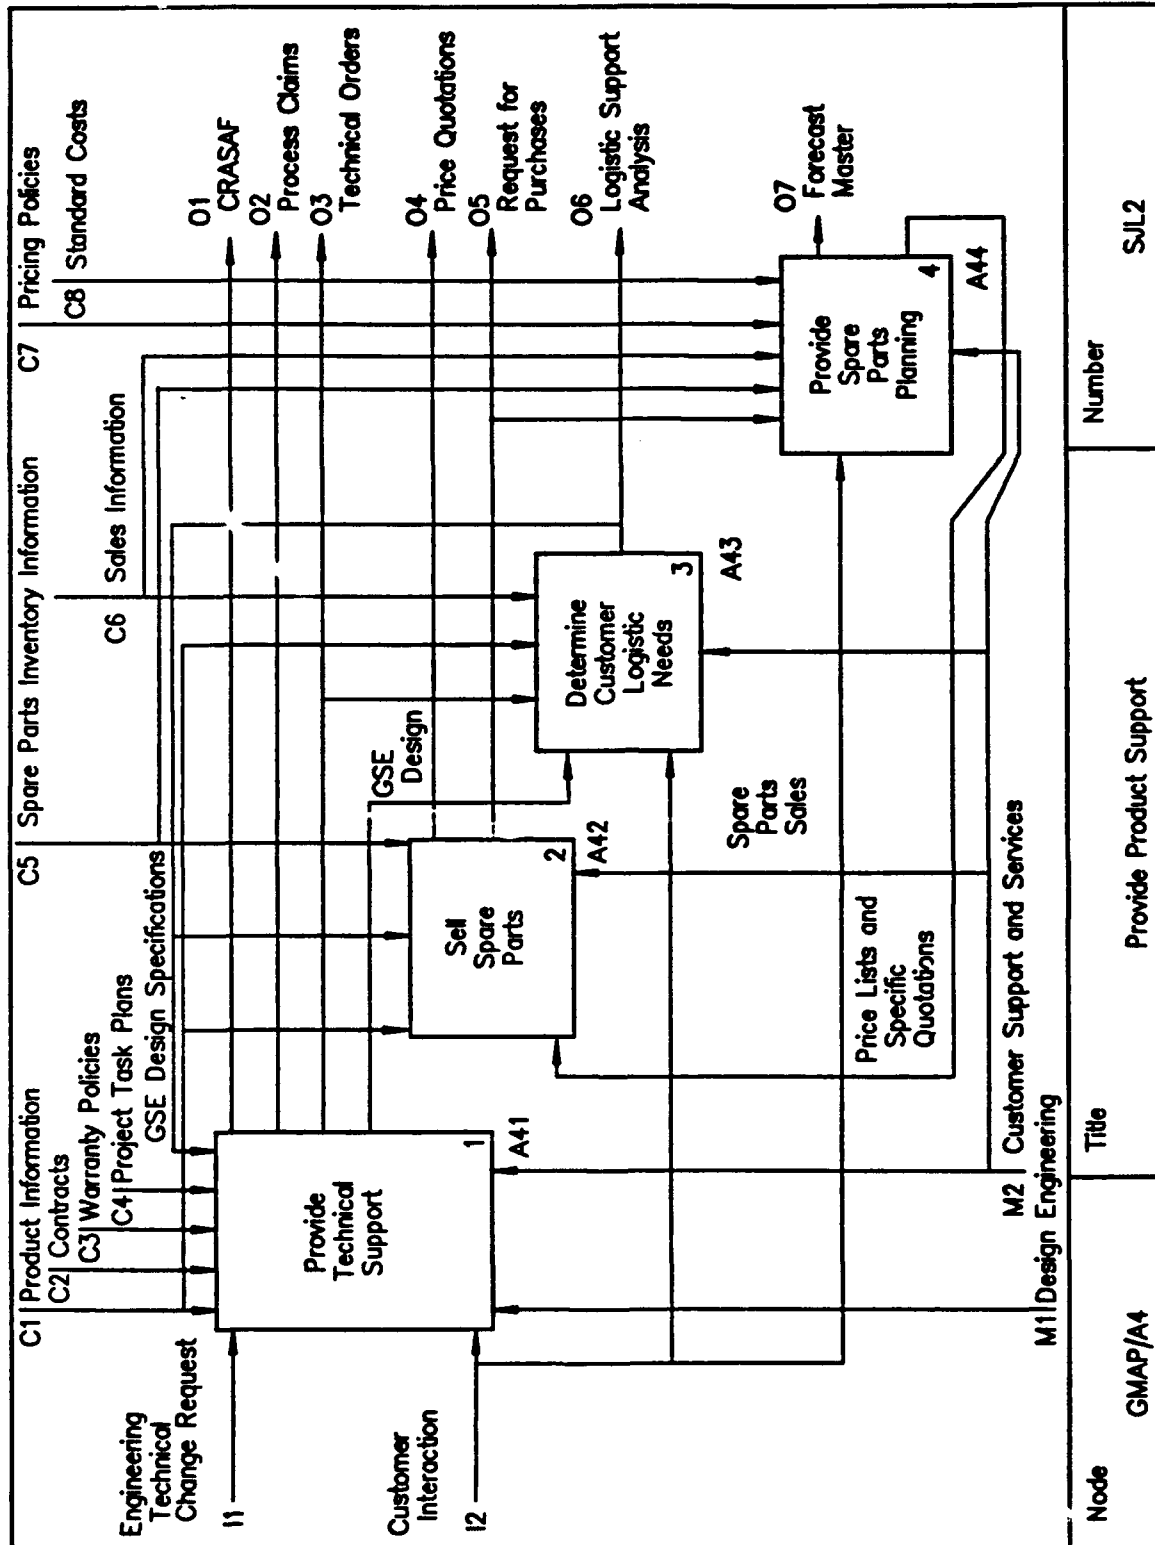 C1 Product Information
C2 Contracts
C3 Warranty Policies
C4 Project Task Plans
GSE Design Specifications
C5 Spare Parts Inventory Information
C6 Sales Information
C7 Pricing Policies
C8 Standard Costs
Engineering
Technical
Change Request
I1
Customer
Interaction
I2
Provide
Technical
Support
1
A41
Sell
Spare
Parts
2
A42
GSE
Design
Determine
Customer
Logistic
Needs
3
A43
Provide
Spare
Parts
Planning
4
A44
O1 CRASAF
O2 Process Claims
O3 Technical Orders
O4 Price Quotations
O5 Request for
Purchases
O6 Logistic Support
Analysis
O7 Forecast
Master
Spare
Parts
Sales
Price Lists and
Specific
Quotations
M1 Design Engineering
M2 Customer Support and Services
Node
GMAP/A4
Title
Provide Product Support
Number
SJL2